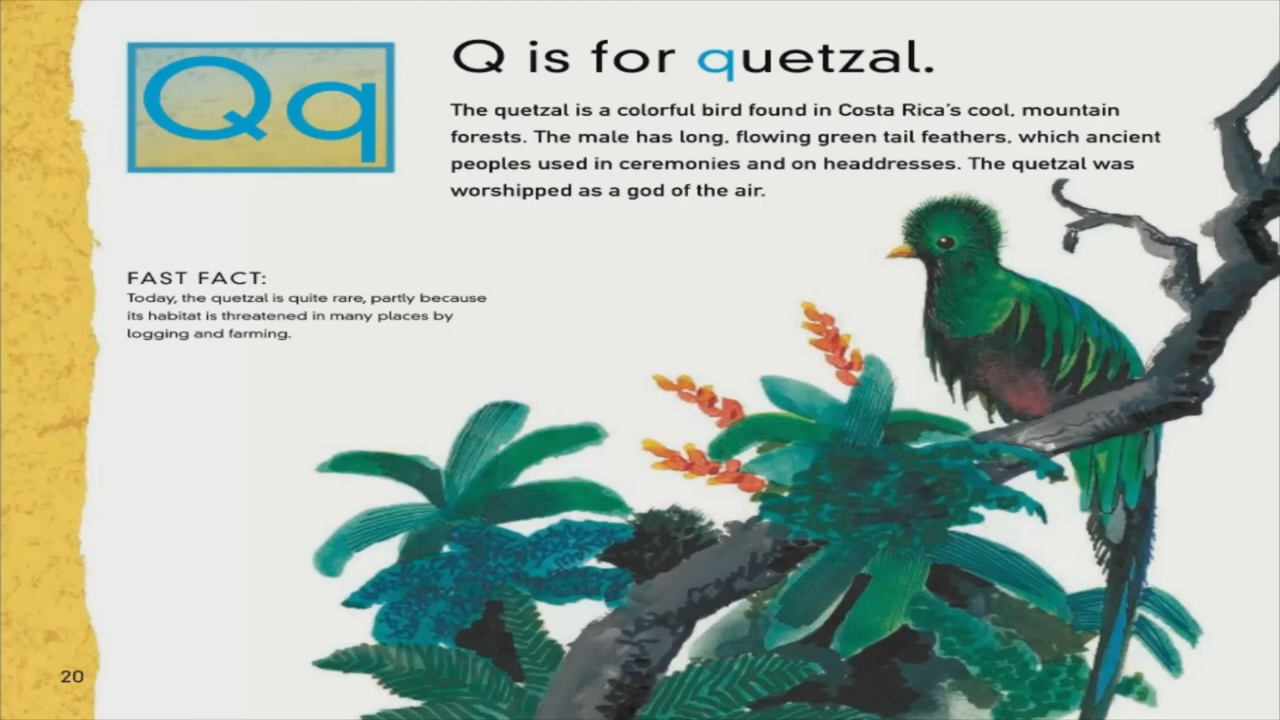 Qq
Q is for quetzal.
The quetzal is a colorful bird found in Costa Rica's cool, mountain
forests. The male has long, flowing green tail feathers, which ancient
peoples used in ceremonies and on headdresses. The quetzal was
worshipped as a god of the air.
FAST FACT:
Today, the quetzal is quite rare, partly because
its habitat is threatened in many places by
logging and farming.
20